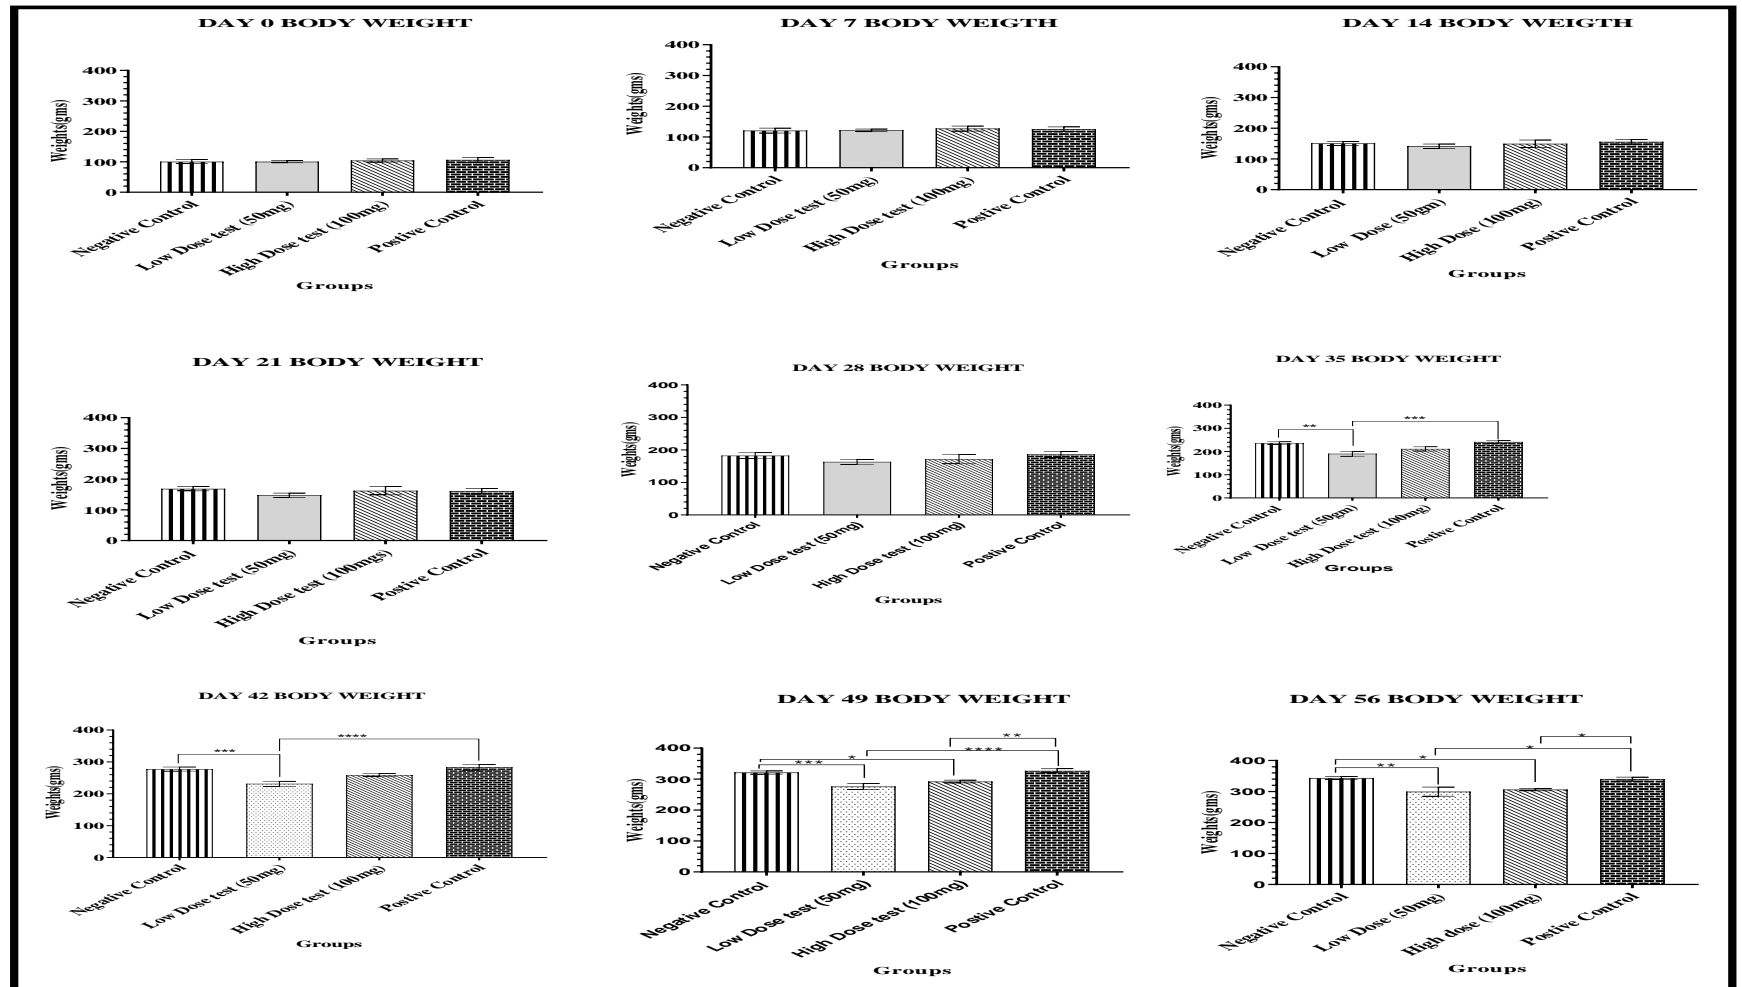 DAY 0 BODY WEIGHT
400
300
200
100
0
Weights(gms)
Negative Control
Low Dose test (50mg)
High Dose test (100mg)
Postive Control
Groups
DAY 7 BODY WEIGTH
400
300
200
100
0
Weights(gms)
Negative Control
Low Dose test (50mg)
High Dose test (100mg)
Postive Control
Groups
DAY 14 BODY WEIGTH
400
300
200
100
0
Weights(gms)
Negative Control
Low Dose (50gm)
High Dose (100mg)
Postive Control
Groups
DAY 21 BODY WEIGHT
400
300
200
100
0
Weights(gms)
Negative Control
Low Dose test (50mg)
High Dose test (100mgs)
Postive Control
Groups
DAY 28 BODY WEIGHT
400
300
200
100
0
Weights(gms)
Negative Control
Low Dose test (50mg)
High Dose test (100mg)
Postive Control
Groups
DAY 35 BODY WEIGHT
400
300
200
100
0
Weights(gms)
**
***
Negative Control
Low Dose test (50gm)
High Dose test (100mg)
Postive Control
Groups
DAY 42 BODY WEIGHT
400
300
200
100
0
Weights(gms)
***
****
Negative Control
Low Dose test (50mg)
High Dose test (100mg)
Postive Control
Groups
DAY 49 BODY WEIGHT
400
300
200
100
0
Weights(gms)
**
****
*
***
Negative Control
Low Dose test (50mg)
High Dose test (100mg)
Postive Control
Groups
DAY 56 BODY WEIGHT
400
300
200
100
0
Weights(gms)
*
*
*
**
Negative Control
Low Dose (50mg)
High dose (100mg)
Postive Control
Groups